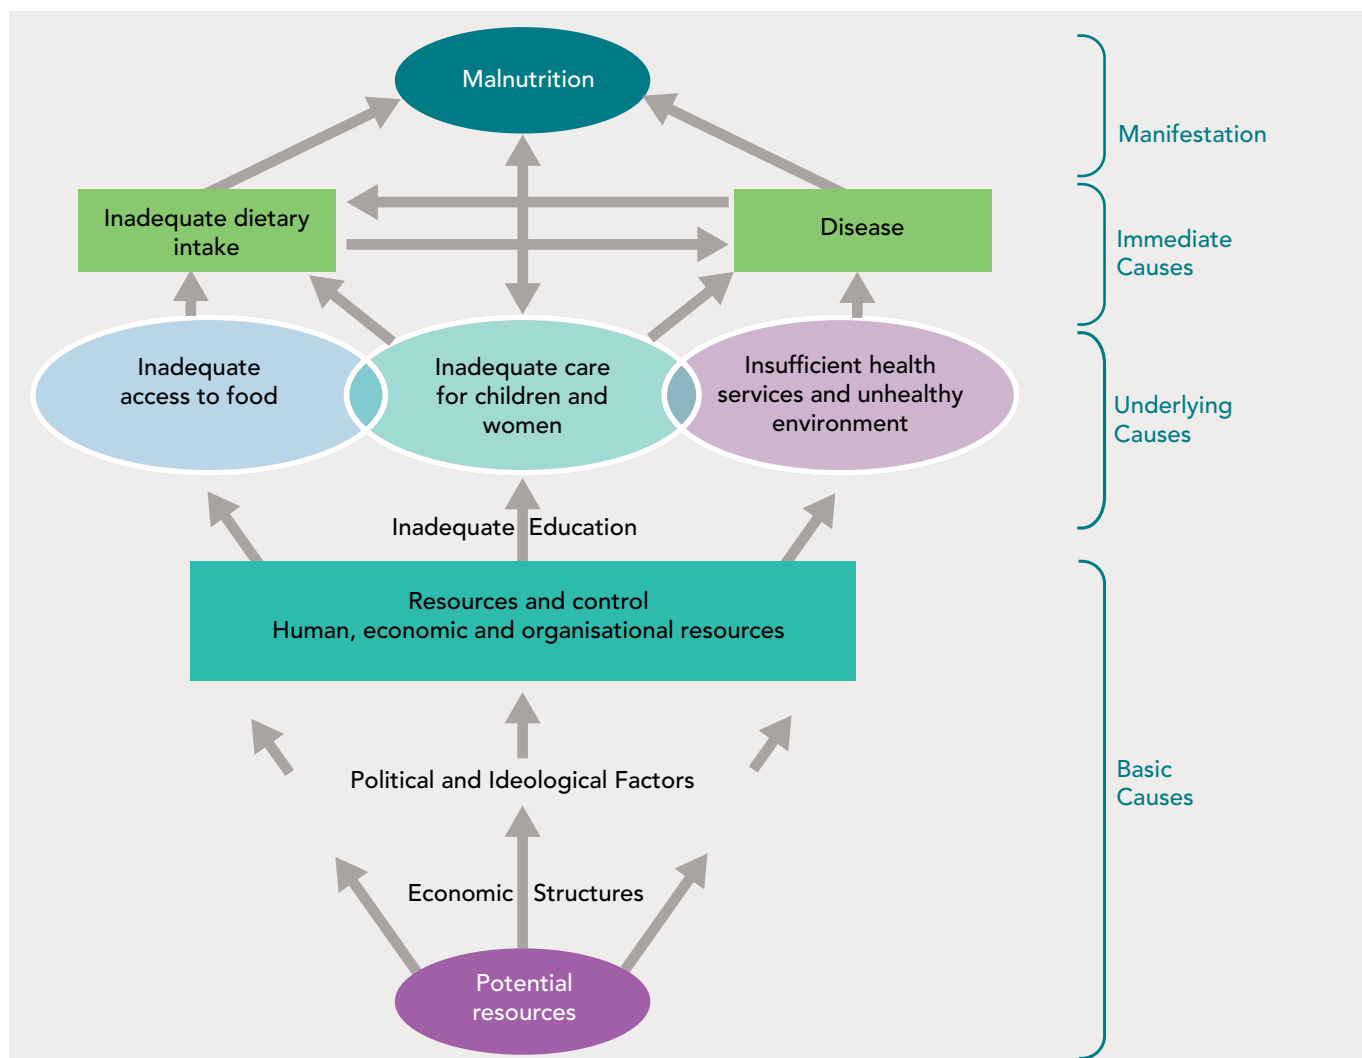 Malnutrition
Manifestation
Inadequate dietary
intake
Disease
Immediate
Causes
Inadequate
access to food
Inadequate care
for children and
women
Insufficient health
services and unhealthy
environment
Underlying
Causes
Inadequate Education
Resources and control
Human, economic and organisational resources
Political and Ideological Factors
Basic
Causes
Economic Structures
Potential
resources